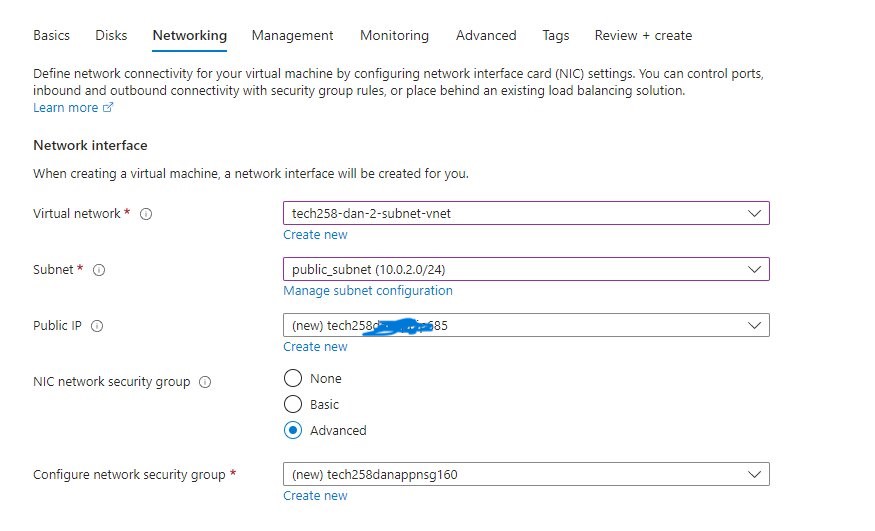 Basics Disks Networking Management Monitoring Advanced Tags Review + create
Define network connectivity for your virtual machine by configuring network interface card (NIC) settings. You can control ports,
inbound and outbound connectivity with security group rules, or place behind an existing load balancing solution.
Learn more
Network interface
When creating a virtual machine, a network interface will be created for you.
Virtual network * tech258-dan-2-subnet-vnet
Create new
Subnet * public_subnet (10.0.2.0/24)
Manage subnet configuration
Public IP (new)
Create new
NIC network security group None
Basic
Advanced
Configure network security group * (new) tech258danappnsg160
Create new